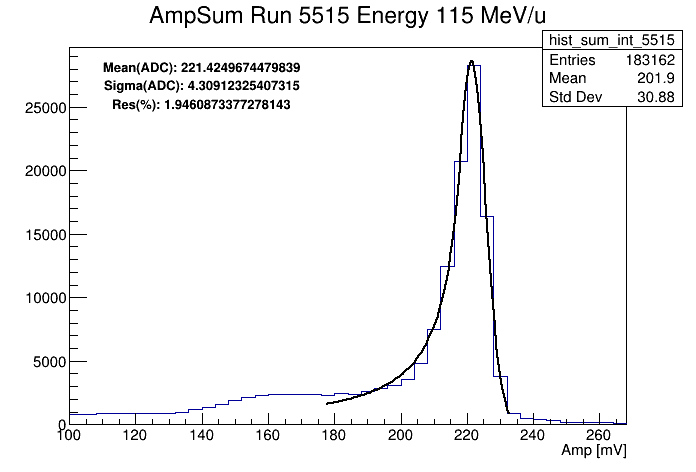 AmpSum Run 5515 Energy 115 MeV/u
hist_sum_int_5515
Entries 183162
Mean 201.9
Std Dev 30.88
Mean(ADC): 221.4249674479839
Sigma(ADC): 4.30912325407315
Res(%): 1.9460873377278143
25000
20000
15000
10000
5000
0
100 120 140 160 180 200 220 240 260
Amp [mV]